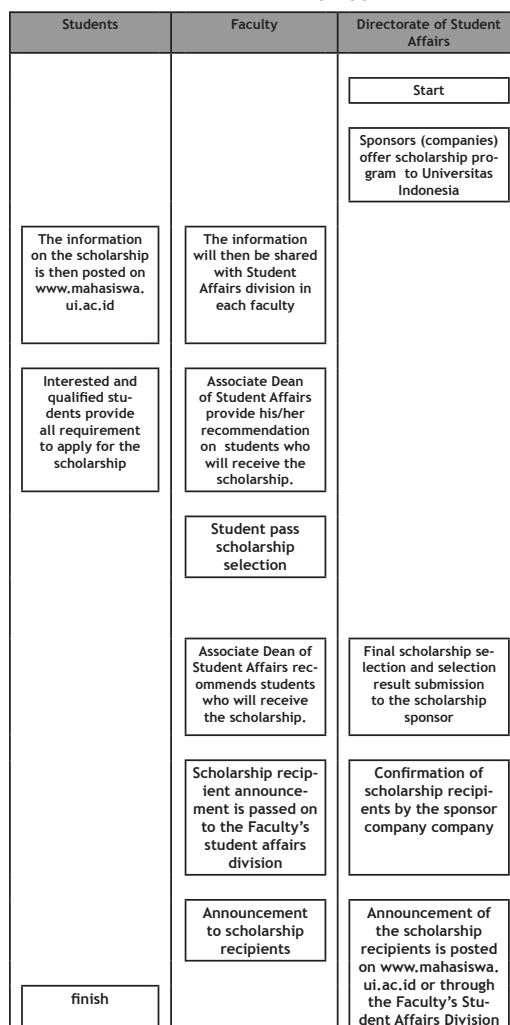 Students
Faculty
Directorate of Student
Affairs
Start
Sponsors (companies)
offer scholarship pro-
gram to Universitas
Indonesia
The information
on the scholarship
is then posted on
www.mahasiswa.
ui.ac.id
The information
will then be shared
with Student
Affairs division in
each faculty
Interested and
qualified stu-
dents provide
all requirement
to apply for the
scholarship
Associate Dean
of Student Affairs
provide his/her
recommendation
on students who
will receive the
scholarship.
Student pass
scholarship
selection
Associate Dean of
Student Affairs rec-
ommends students
who will receive
the scholarship.
Final scholarship se-
lection and selection
result submission
to the scholarship
sponsor
Scholarship recip-
ient announce-
ment is passed on
to the Faculty's
student affairs
division
Confirmation of
scholarship recipi-
ents by the sponsor
company company
Announcement
to scholarship
recipients
Announcement of
the scholarship
recipients is posted
on www.mahasiswa.
ui.ac.id or through
the Faculty's Stu-
dent Affairs Division
finish